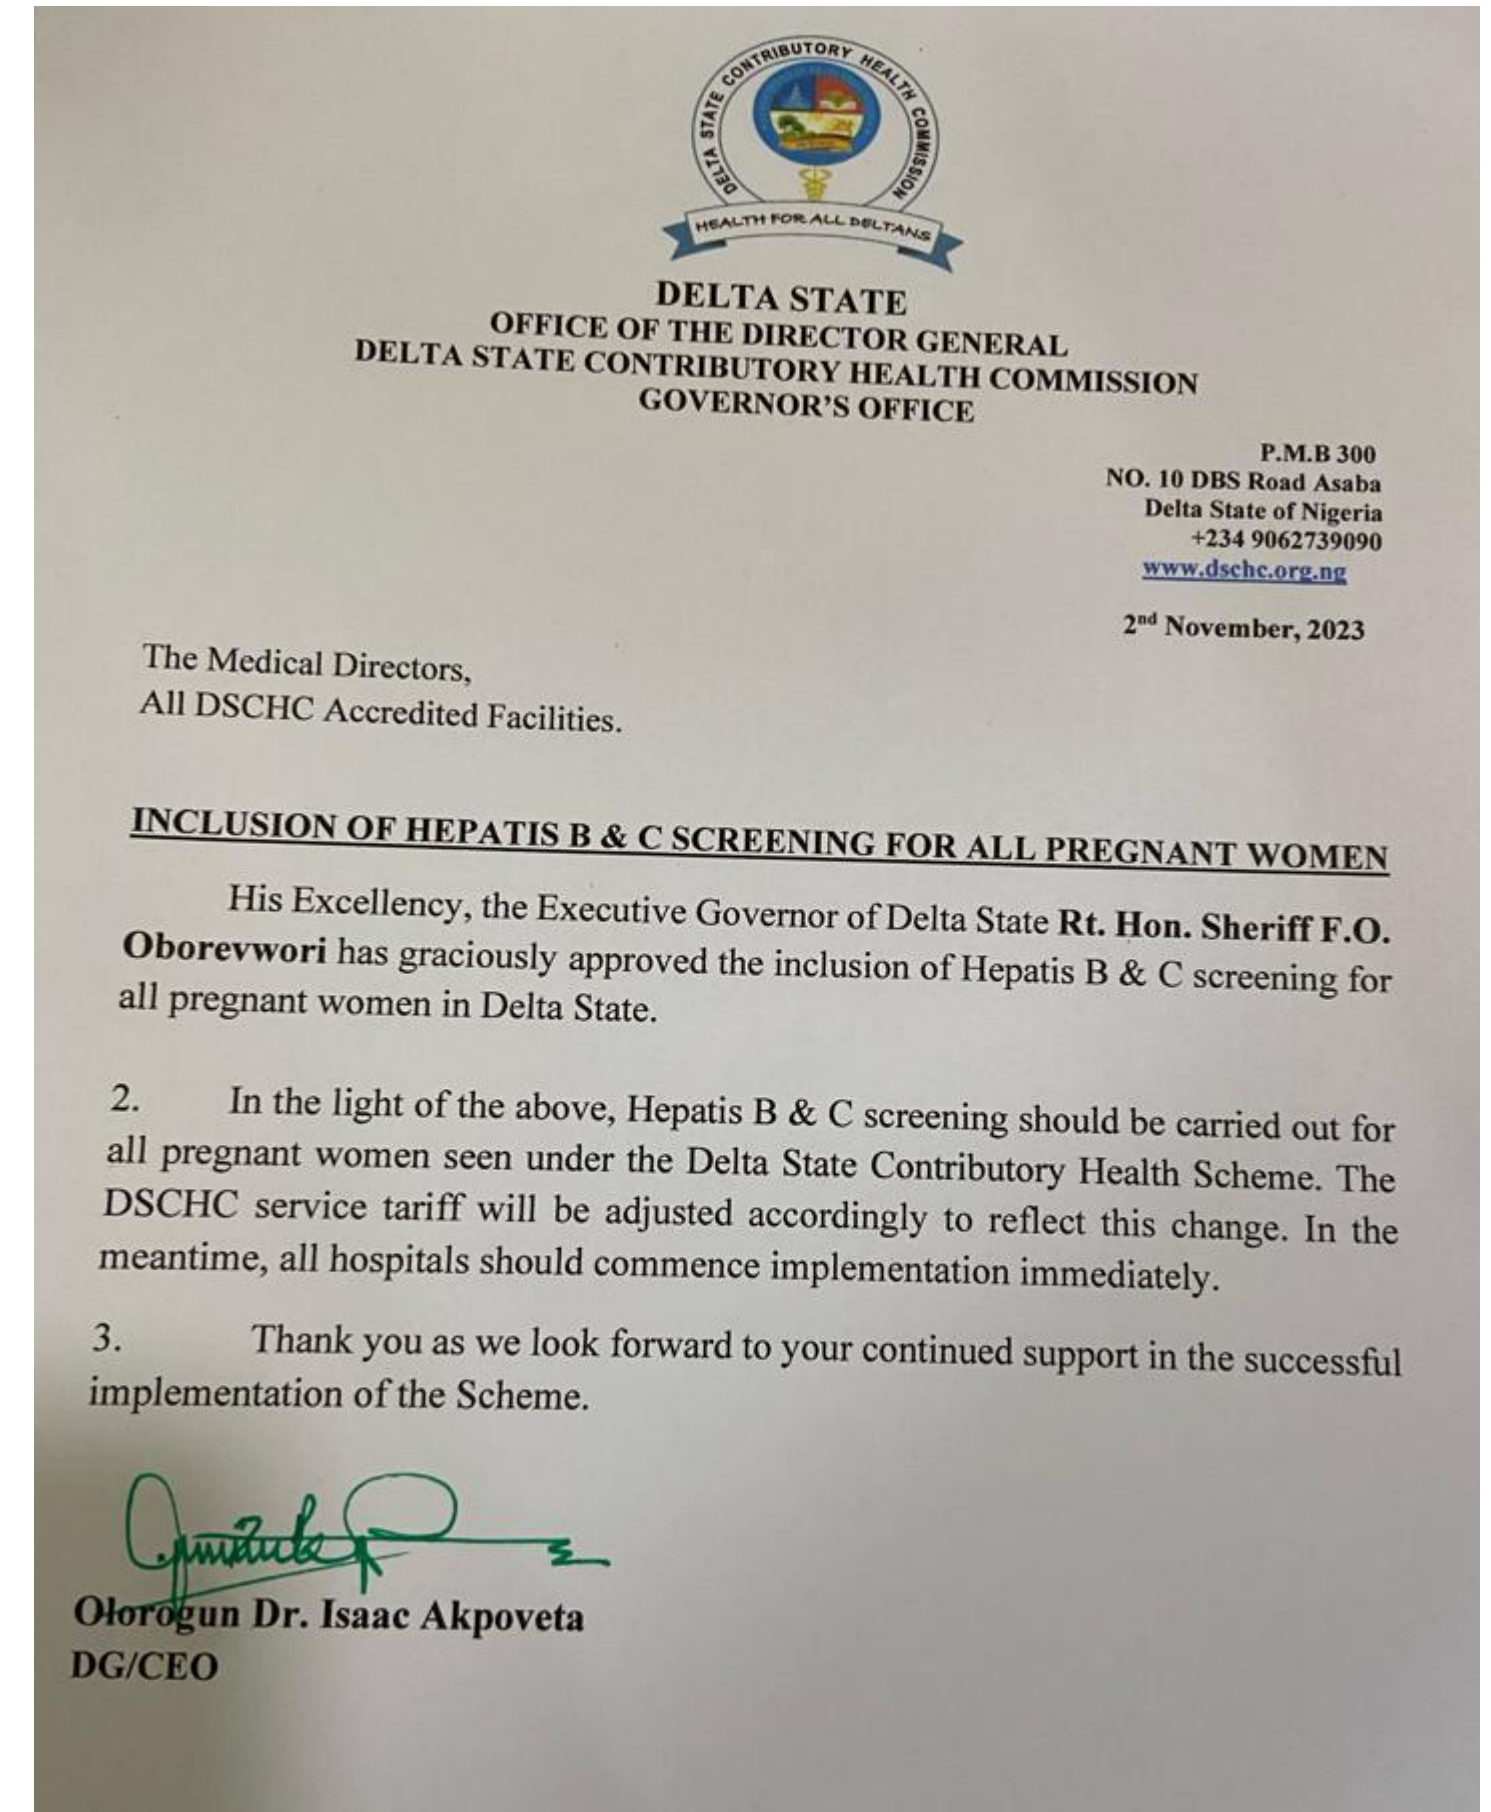 DELTA STATE CONTRIBUTORY HEALTH COMMISSION
HEALTH FOR ALL DELTANS
DELTA STATE
OFFICE OF THE DIRECTOR GENERAL
DELTA STATE CONTRIBUTORY HEALTH COMMISSION
GOVERNOR'S OFFICE
P.M.B 300
NO. 10 DBS Road Asaba
Delta State of Nigeria
+234 9062739090
www.dschc.org.ng
2nd November, 2023
The Medical Directors,
All DSCHC Accredited Facilities.
INCLUSION OF HEPATIS B & C SCREENING FOR ALL PREGNANT WOMEN
His Excellency, the Executive Governor of Delta State Rt. Hon. Sheriff F.O.
Oborevwori has graciously approved the inclusion of Hepatis B & C screening for
all pregnant women in Delta State.
2. In the light of the above, Hepatis B & C screening should be carried out for
all pregnant women seen under the Delta State Contributory Health Scheme. The
DSCHC service tariff will be adjusted accordingly to reflect this change. In the
meantime, all hospitals should commence implementation immediately.
3. Thank you as we look forward to your continued support in the successful
implementation of the Scheme.
Olorogun Dr. Isaac Akpoveta
DG/CEO